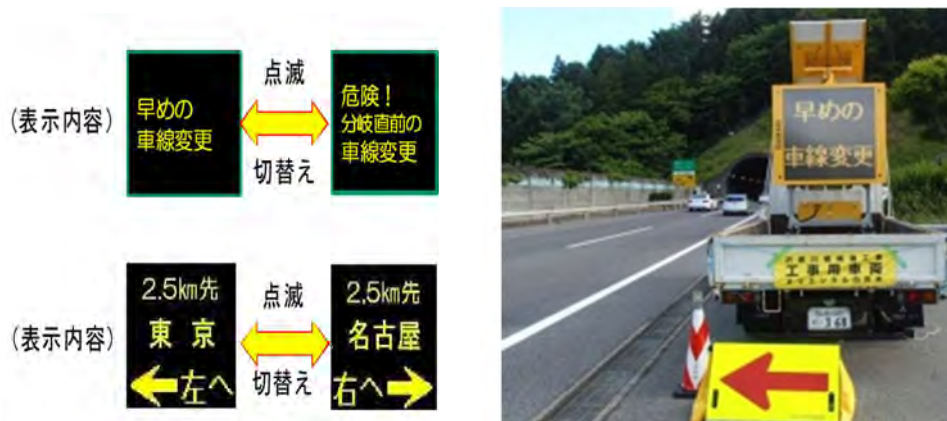 (表示内容)
早めの
車線変更
点滅
切替え
危険！
分岐直前の
車線変更
(表示内容)
2.5km先
東京
左へ
点滅
切替え
2.5km先
名古屋
右へ
早めの
車線変更
工事用車両